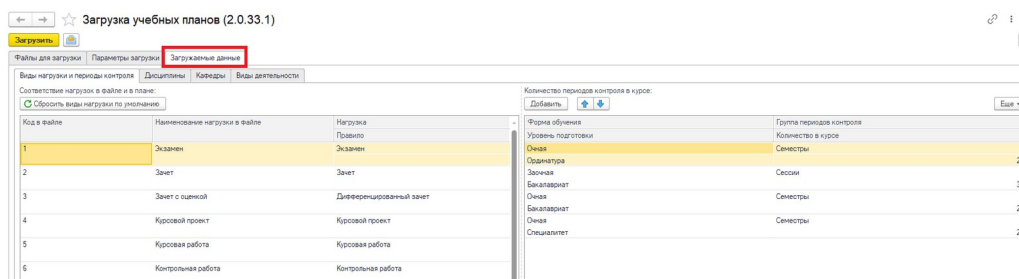 Загрузка учебных планов (2.0.33.1)
Загрузить
Файлы для загрузки Параметры загрузки Загружаемые данные
Виды нагрузки и периоды контроля Дисциплины Кафедры Виды деятельности
Соответствие нагрузок в файле и в плане:
Сбросить виды нагрузки по умолчанию
Код в файле Наименование нагрузки в файле Нагрузка
Правило
1 Экзамен Экзамен
2 Зачет Зачет
3 Зачет с оценкой Дифференцированный зачет
4 Курсовой проект Курсовой проект
5 Курсовая работа Курсовая работа
6 Контрольная работа Контрольная работа
Количество периодов контроля в курсе:
Добавить Еще
Форма обучения Группа периодов контроля
Уровень подготовки Количество в курсе
Очная Семестры
Ординатура 2
Заочная Сессии
Бакалавриат 3
Очная Семестры
Бакалавриат 2
Очная Семестры
Специалитет 2